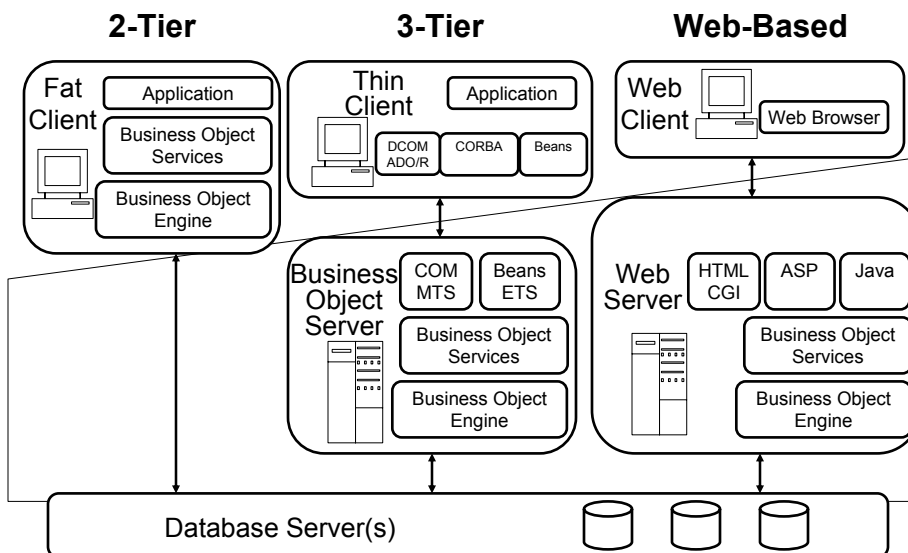 2-Tier
3-Tier
Web-Based
Fat
Client
Application
Business Object
Services
Business Object
Engine
Thin
Client
Application
DCOM
ADO/R
CORBA
Beans
Web
Client
Web Browser
Business
Object
Server
COM
MTS
Beans
ETS
Business Object
Services
Business Object
Engine
Web
Server
HTML
CGI
ASP
Java
Business Object
Services
Business Object
Engine
Database Server(s)